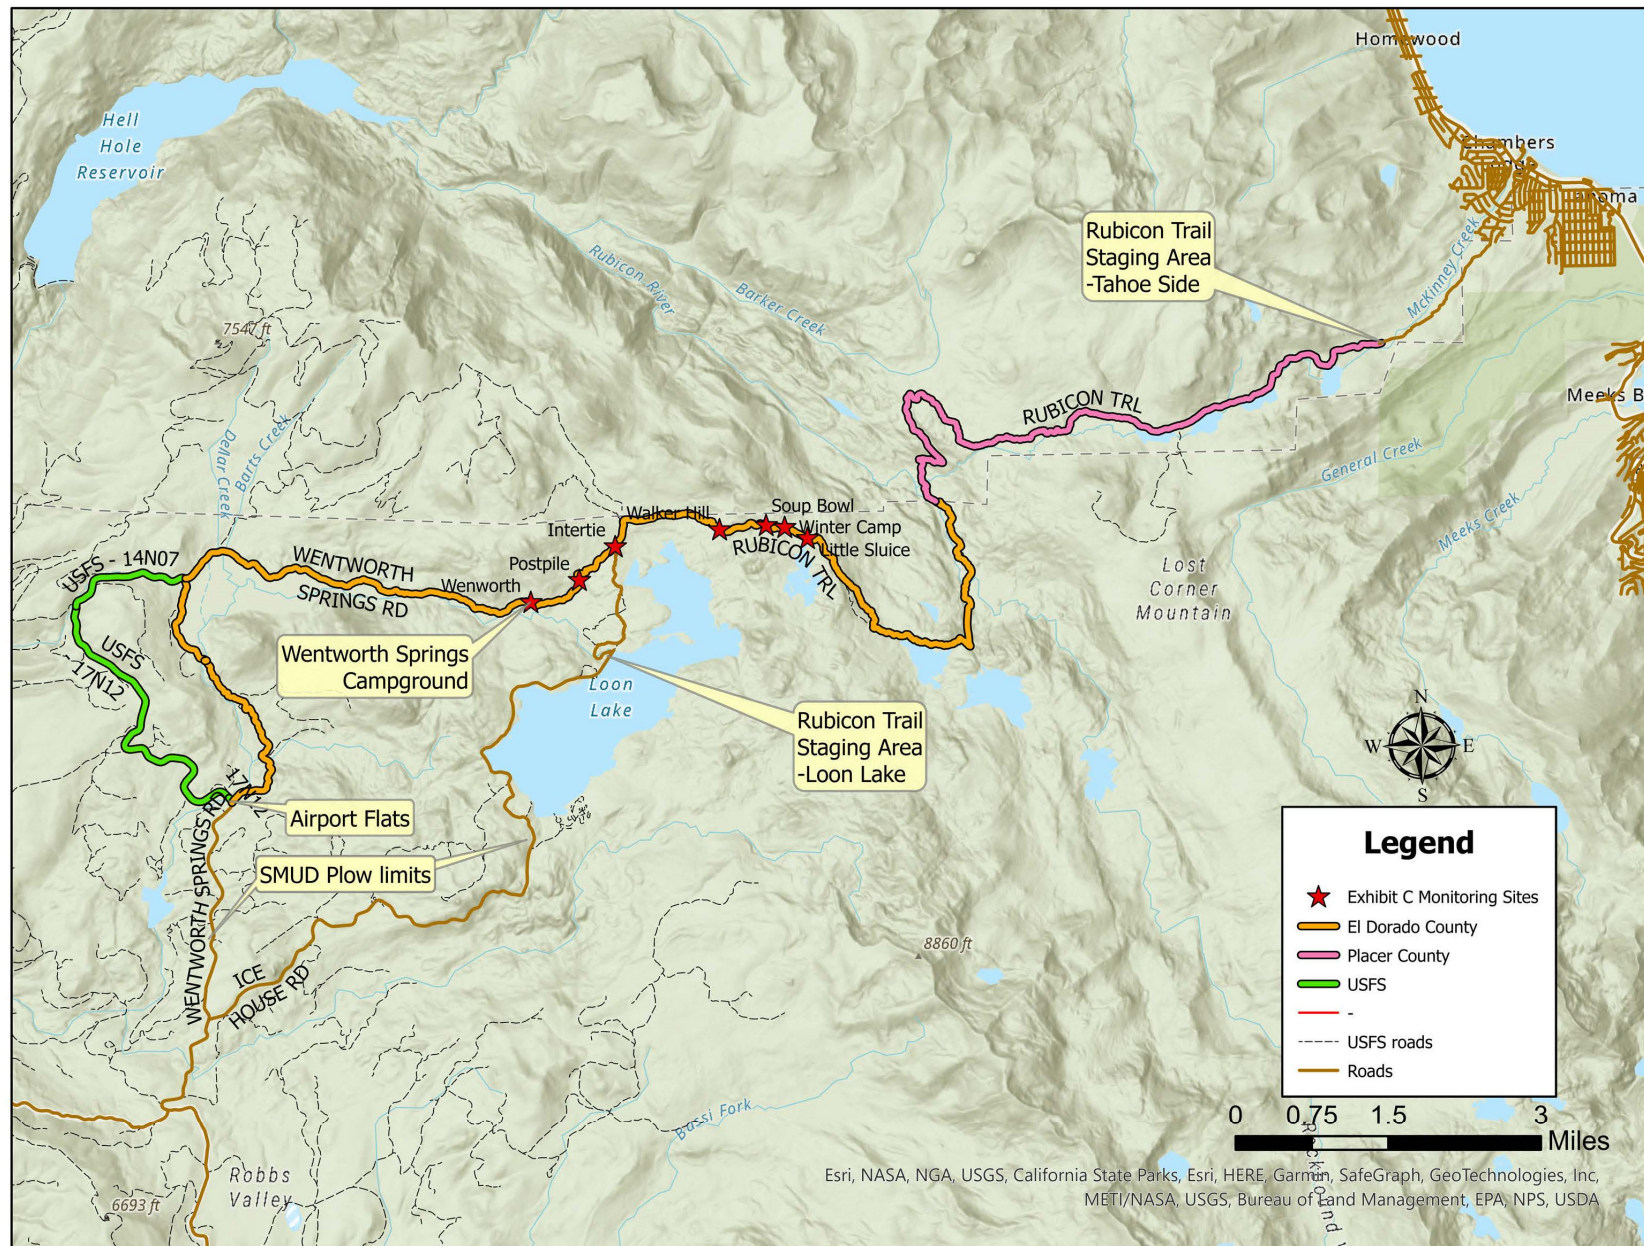 Homewood
Hell
Hole
Reservoir
Chambers
Rubicon Trail
Staging Area
-Tahoe Side
McKinney Creek
Rubicon River
Barker Creek
7547 ft
RUBICON TRL
Meeks B
General Creek
Meeks Creek
Dellar Creek
Barts Creek
Soup Bowl
Walker Hill
Winter Camp
Intertie
Little Sluice
RUBICON 7RL
Postpile
Wenworth
USFS - 14N07
WENTWORTH
SPRINGS RD
Lost
Corner
Mountain
USFS
17N12
Wentworth Springs
Campground
Loon
Lake
Rubicon Trail
Staging Area
-Loon Lake
N
W
E
S
17N12
Airport Flats
WENTWORTH SPRINGS RD
SMUD Plow limits
ICE
HOUSE RD
8860 ft
Bassi Fork
Robbs
Valley
6693 ft
Legend
Exhibit C Monitoring Sites
El Dorado County
Placer County
USFS
-
USFS roads
Roads
0 0.75 1.5 3
Miles
Esri, NASA, NGA, USGS, California State Parks, Esri, HERE, Garmin, SafeGraph, GeoTechnologies, Inc,
METI/NASA, USGS, Bureau of Land Management, EPA, NPS, USDA